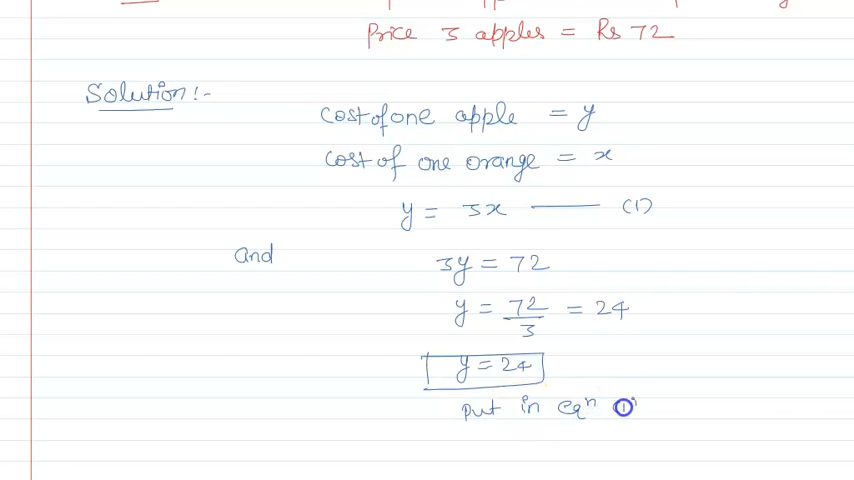 Price 3 apples = Rs 72
Solution:-
cost of one apple = y
cost of one orange = x
y = 3x —— (1)
and
3y = 72
y = 72/3 = 24
y = 24
put in eqⁿ (1)